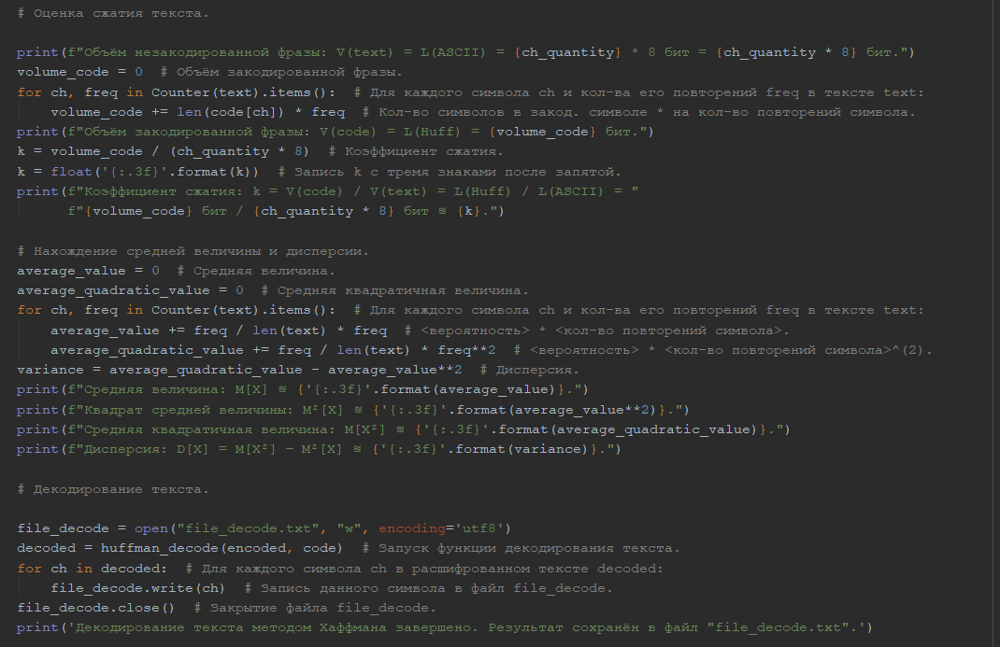 # Оценка сжатия текста.
print(f"Объём незакодированной фразы: V(text) = L(ASCII) = {ch_quantity} * 8 бит = {ch_quantity * 8} бит.")
volume_code = 0  # Объём закодированной фразы.
for ch, freq in Counter(text).items():  # Для каждого символа ch и кол-ва его повторений freq в тексте text:
    volume_code += len(code[ch]) * freq  # Кол-во символов в закод. символе * на кол-во повторений символа.
print(f"Объём закодированной фразы: V(code) = L(Huff) = {volume_code} бит.")
k = volume_code / (ch_quantity * 8)  # Коэффициент сжатия.
k = float('{:.3f}'.format(k))  # Запись k с тремя знаками после запятой.
print(f"Коэффициент сжатия: k = V(code) / V(text) = L(Huff) / L(ASCII) = "
      f"{volume_code} бит / {ch_quantity * 8} бит ≅ {k}.")
# Нахождение средней величины и дисперсии.
average_value = 0  # Средняя величина.
average_quadratic_value = 0  # Средняя квадратичная величина.
for ch, freq in Counter(text).items():  # Для каждого символа ch и кол-ва его повторений freq в тексте text:
    average_value += freq / len(text) * freq  # <вероятность> * <кол-во повторений символа>.
    average_quadratic_value += freq / len(text) * freq**2  # <вероятность> * <кол-во повторений символа>^(2).
variance = average_quadratic_value - average_value**2  # Дисперсия.
print(f"Средняя величина: M[X] ≅ {'{:.3f}'.format(average_value)}.")
print(f"Квадрат средней величины: M²[X] ≅ {'{:.3f}'.format(average_value**2)}.")
print(f"Средняя квадратичная величина: M[X²] ≅ {'{:.3f}'.format(average_quadratic_value)}.")
print(f"Дисперсия: D[X] = M[X²] - M²[X] ≅ {'{:.3f}'.format(variance)}.")
# Декодирование текста.
file_decode = open("file_decode.txt", "w", encoding='utf8')
decoded = huffman_decode(encoded, code)  # Запуск функции декодирования текста.
for ch in decoded:  # Для каждого символа ch в расшифрованном тексте decoded:
    file_decode.write(ch)  # Запись данного символа в файл file_decode.
file_decode.close()  # Закрытие файла file_decode.
print('Декодирование текста методом Хаффмана завершено. Результат сохранён в файл "file_decode.txt".')